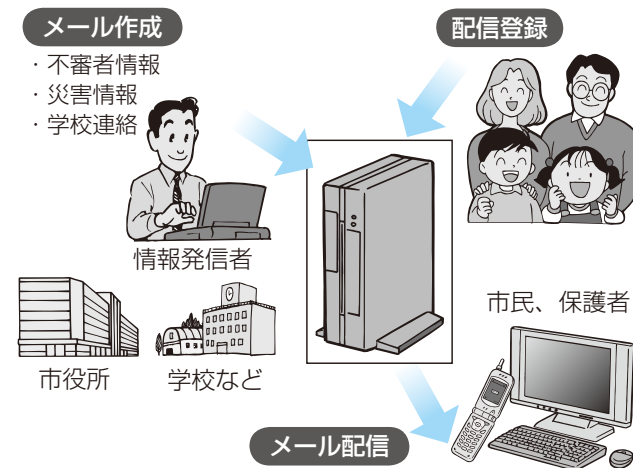 メール作成
・不審者情報
・災害情報
・学校連絡
配信登録
情報発信者
市役所
学校など
市民、保護者
メール配信